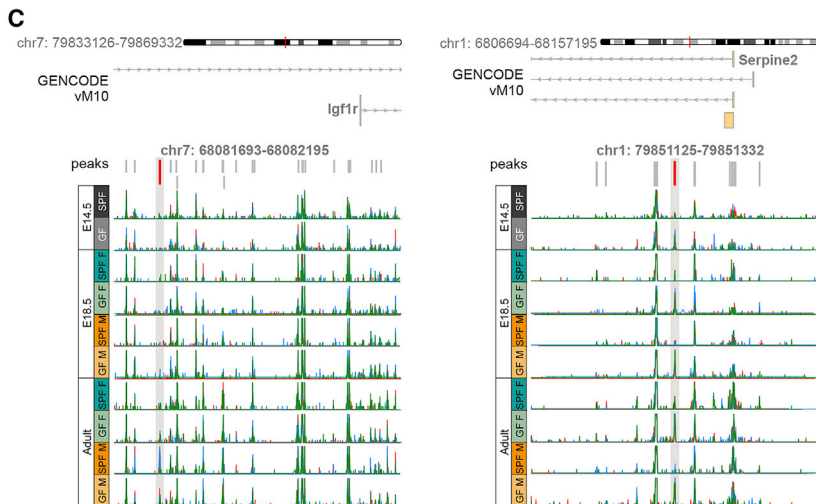 C
chr7: 79833126-79869332
GENCODE
vM10
Igf1r
chr7: 68081693-68082195
peaks
E14.5
SPF
GF
E18.5
SPF F
GF F
SPF M
GF M
Adult
SPF F
GF F
SPF M
GF M
chr1: 6806694-68157195
Serpine2
GENCODE
vM10
chr1: 79851125-79851332
peaks
E14.5
SPF
GF
E18.5
SPF F
GF F
SPF M
GF M
Adult
SPF F
GF F
SPF M
GF M